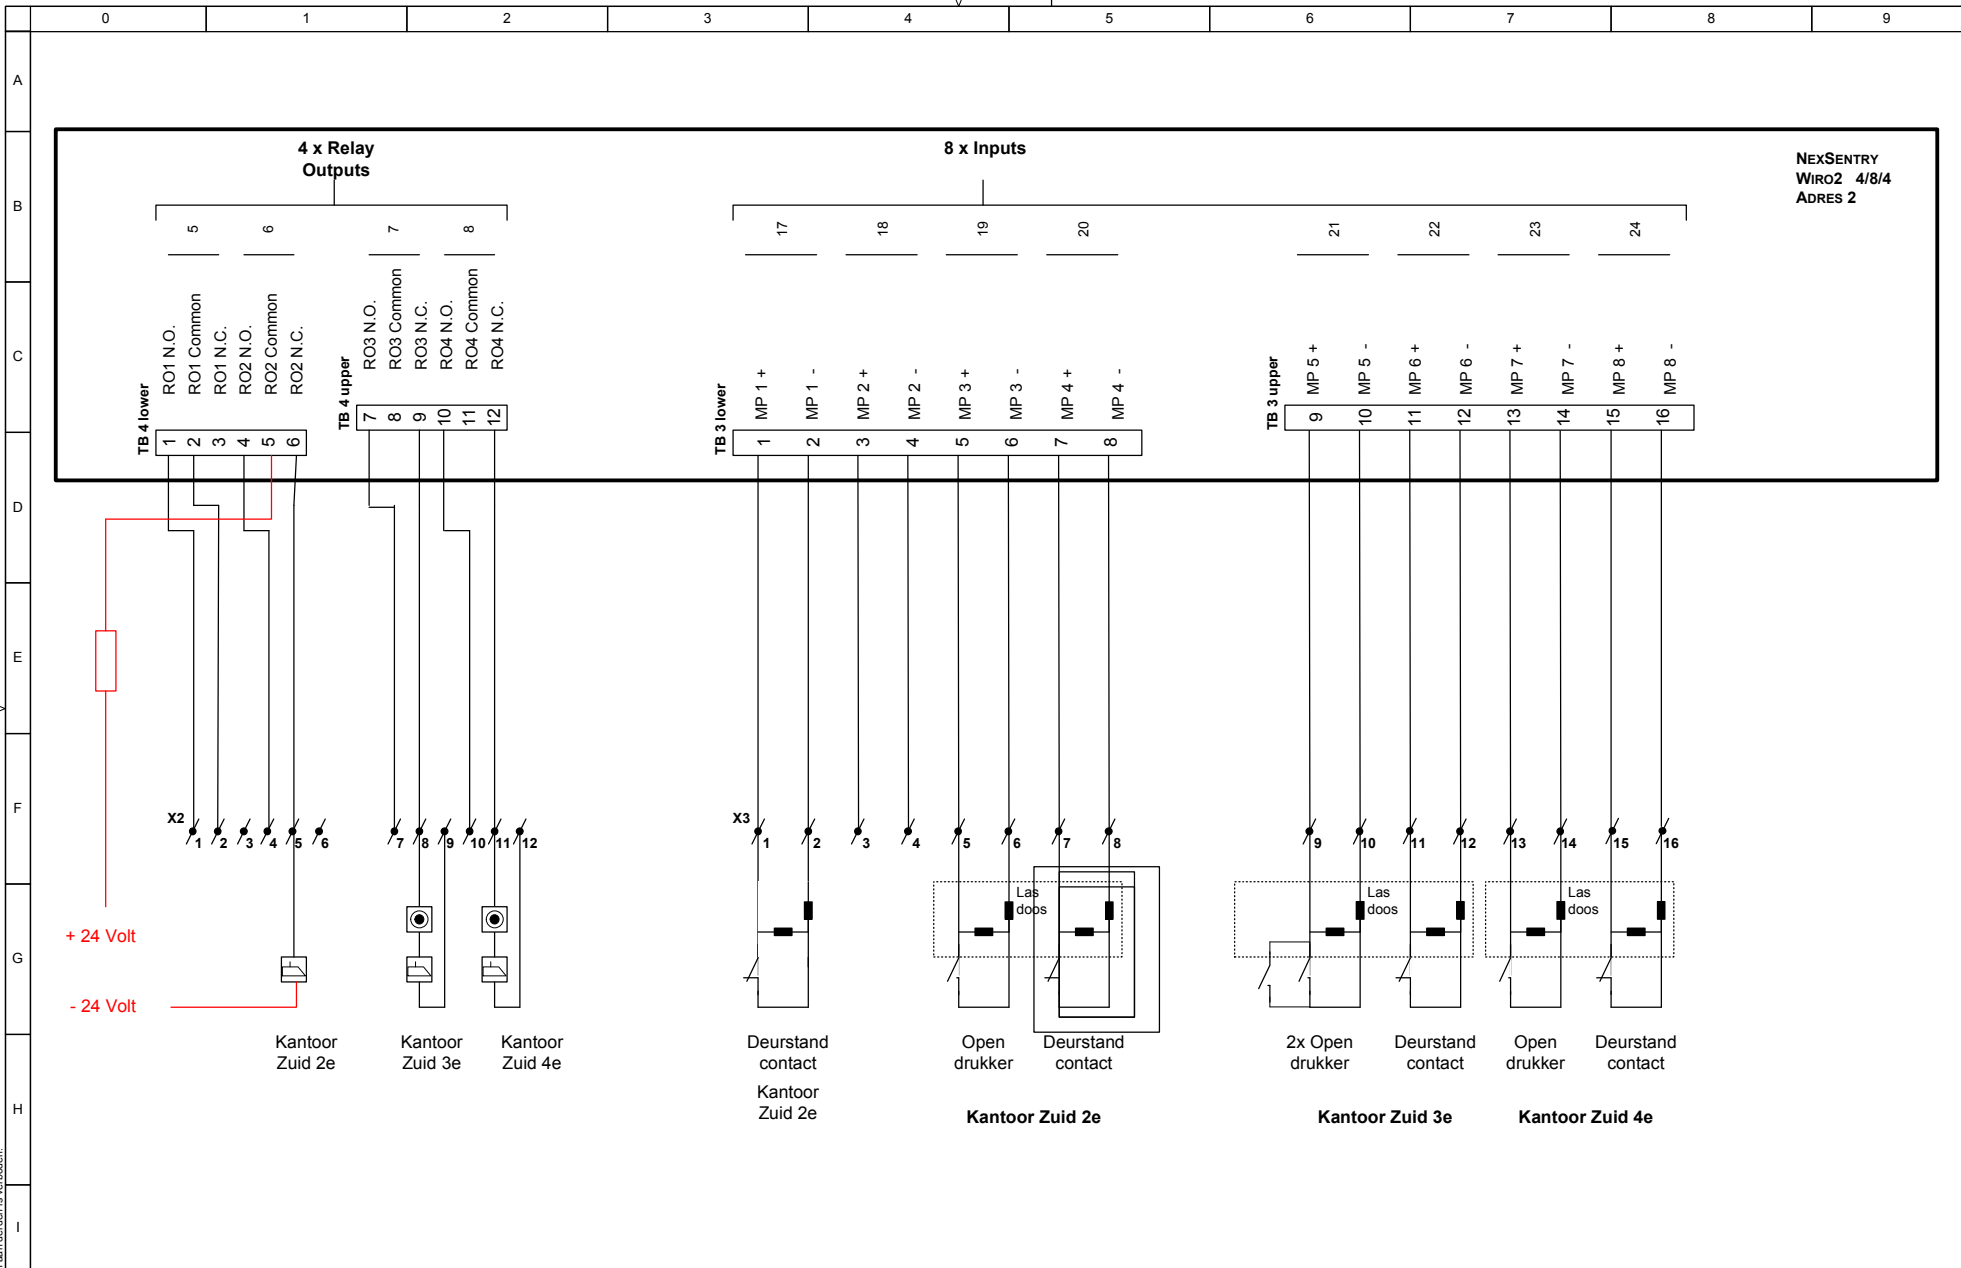 0 1 2 3 4 5 6 7 8 9
A
B
C
D
E
F
G
H
I
4 x Relay
Outputs
8 x Inputs
NEXSENTRY
WIRO2 4/8/4
ADRES 2
5 6 7 8
17 18 19 20 21 22 23 24
TB 4 lower
RO1 N.O.
RO1 Common
RO1 N.C.
RO2 N.O.
RO2 Common
RO2 N.C.
1 2 3 4 5 6
TB 4 upper
RO3 N.O.
RO3 Common
RO3 N.C.
RO4 N.O.
RO4 Common
RO4 N.C.
7 8 9 10 11 12
TB 3 lower
MP 1 +
MP 1 -
MP 2 +
MP 2 -
MP 3 +
MP 3 -
MP 4 +
MP 4 -
1 2 3 4 5 6 7 8
TB 3 upper
MP 5 +
MP 5 -
MP 6 +
MP 6 -
MP 7 +
MP 7 -
MP 8 +
MP 8 -
9 10 11 12 13 14 15 16
X2
1 2 3 4 5 6 7 8 9 10 11 12
X3
1 2 3 4 5 6 7 8 9 10 11 12 13 14 15 16
Las
doos
Las
doos
Las
doos
+ 24 Volt
- 24 Volt
Kantoor
Zuid 2e
Kantoor
Zuid 3e
Kantoor
Zuid 4e
Deurstand
contact
Kantoor
Zuid 2e
Open
drukker
Deurstand
contact
Kantoor Zuid 2e
2x Open
drukker
Deurstand
contact
Kantoor Zuid 3e
Open
drukker
Deurstand
contact
Kantoor Zuid 4e